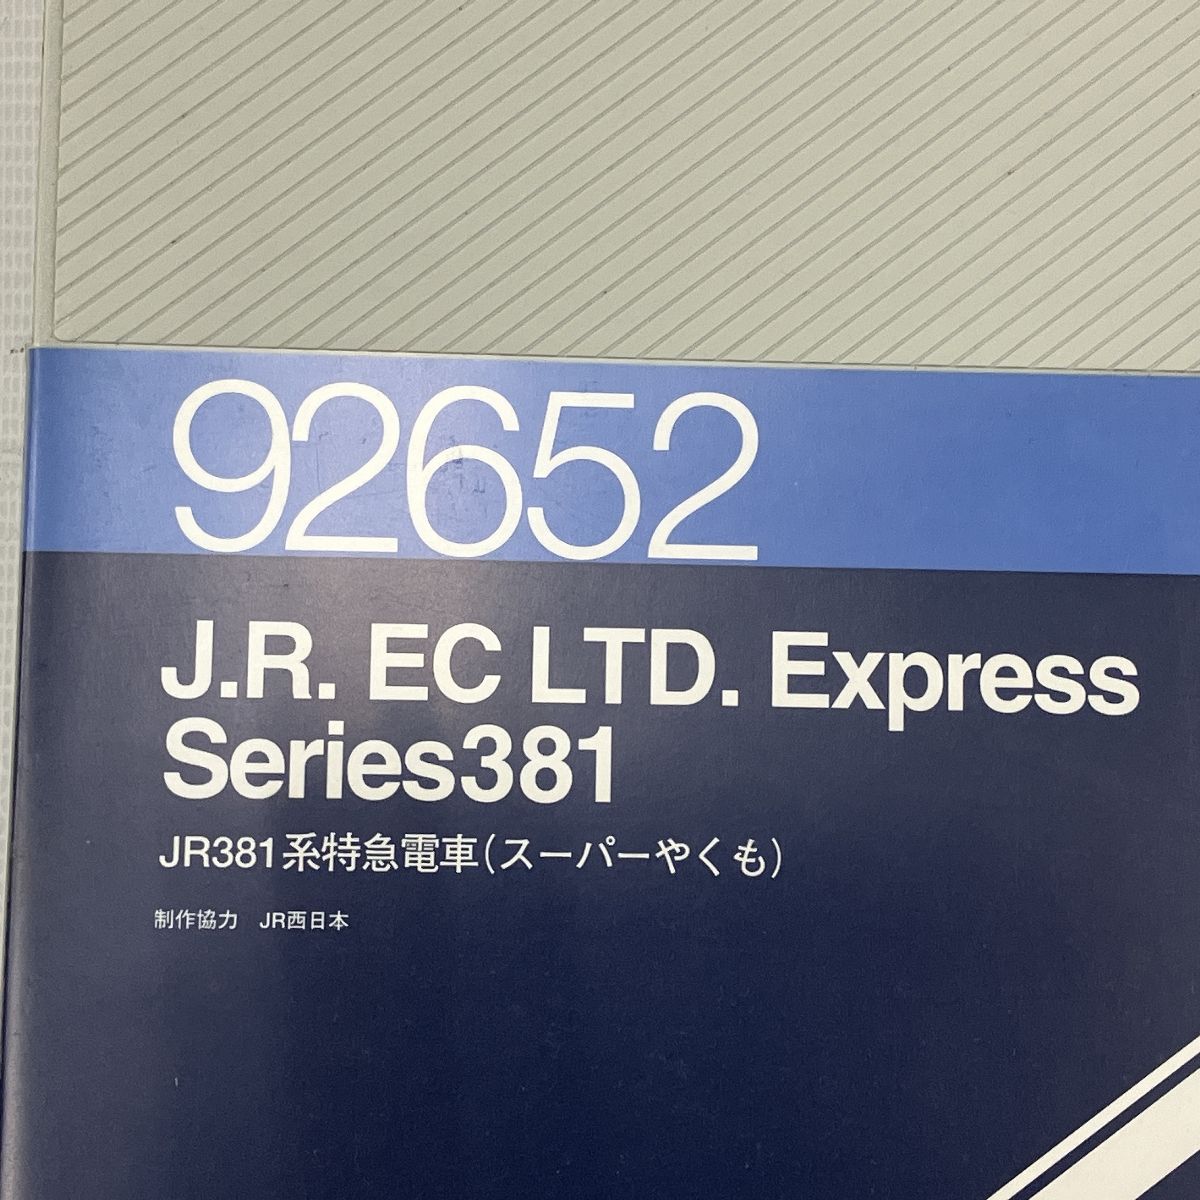 92652
J.R. EC LTD. Express
Series381
JR381系特急電車(スーパーやくも)
制作協力　JR西日本